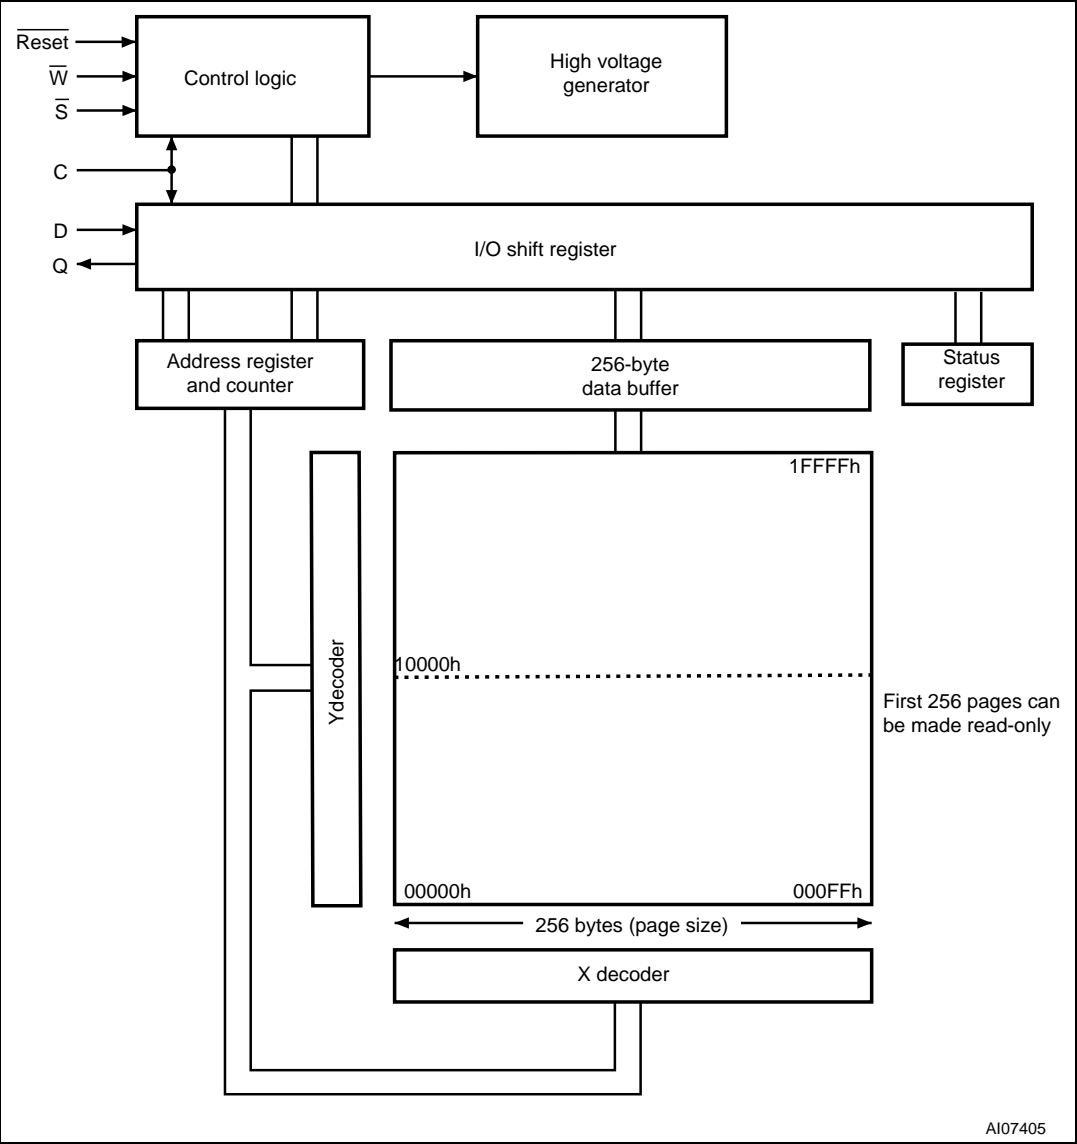 Reset
W
S
C
D
Q
Control logic
High voltage
generator
I/O shift register
Address register
and counter
256-byte
data buffer
Status
register
1FFFFh
Ydecoder
10000h
First 256 pages can
be made read-only
00000h
000FFh
256 bytes (page size)
X decoder
AI07405